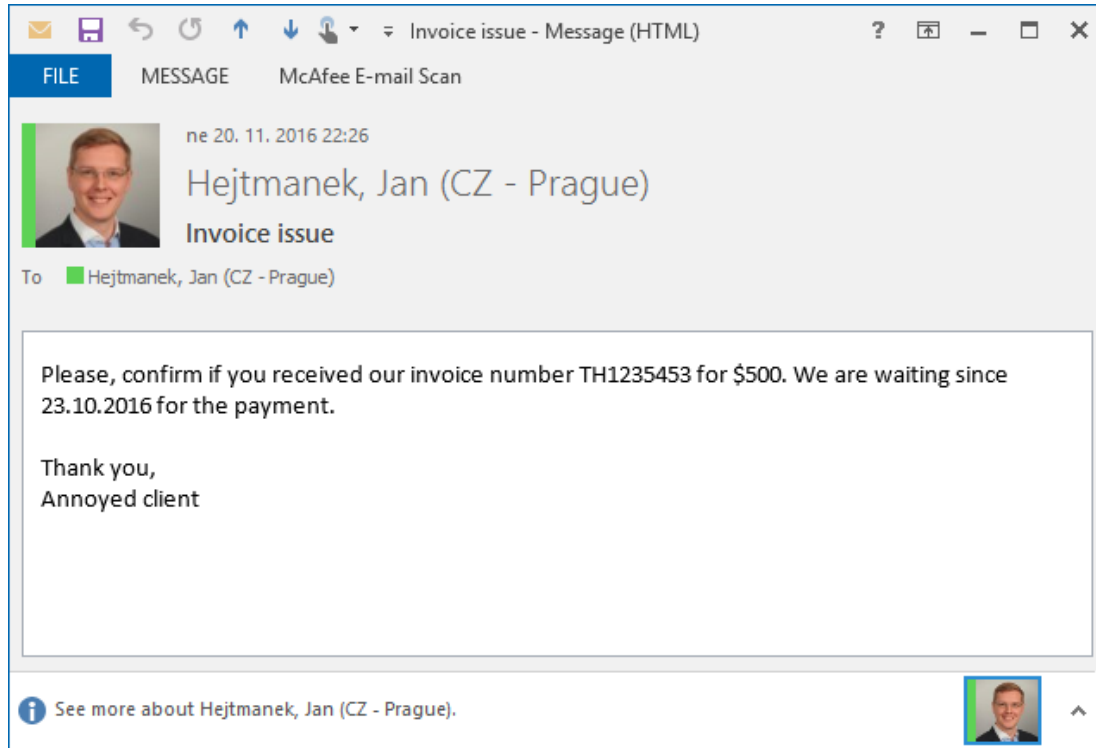 Invoice issue - Message (HTML)
FILE MESSAGE McAfee E-mail Scan
ne 20. 11. 2016 22:26
Hejtmanek, Jan (CZ - Prague)
Invoice issue
To Hejtmanek, Jan (CZ - Prague)
Please, confirm if you received our invoice number TH1235453 for $500. We are waiting since
23.10.2016 for the payment.
Thank you,
Annoyed client
See more about Hejtmanek, Jan (CZ - Prague).